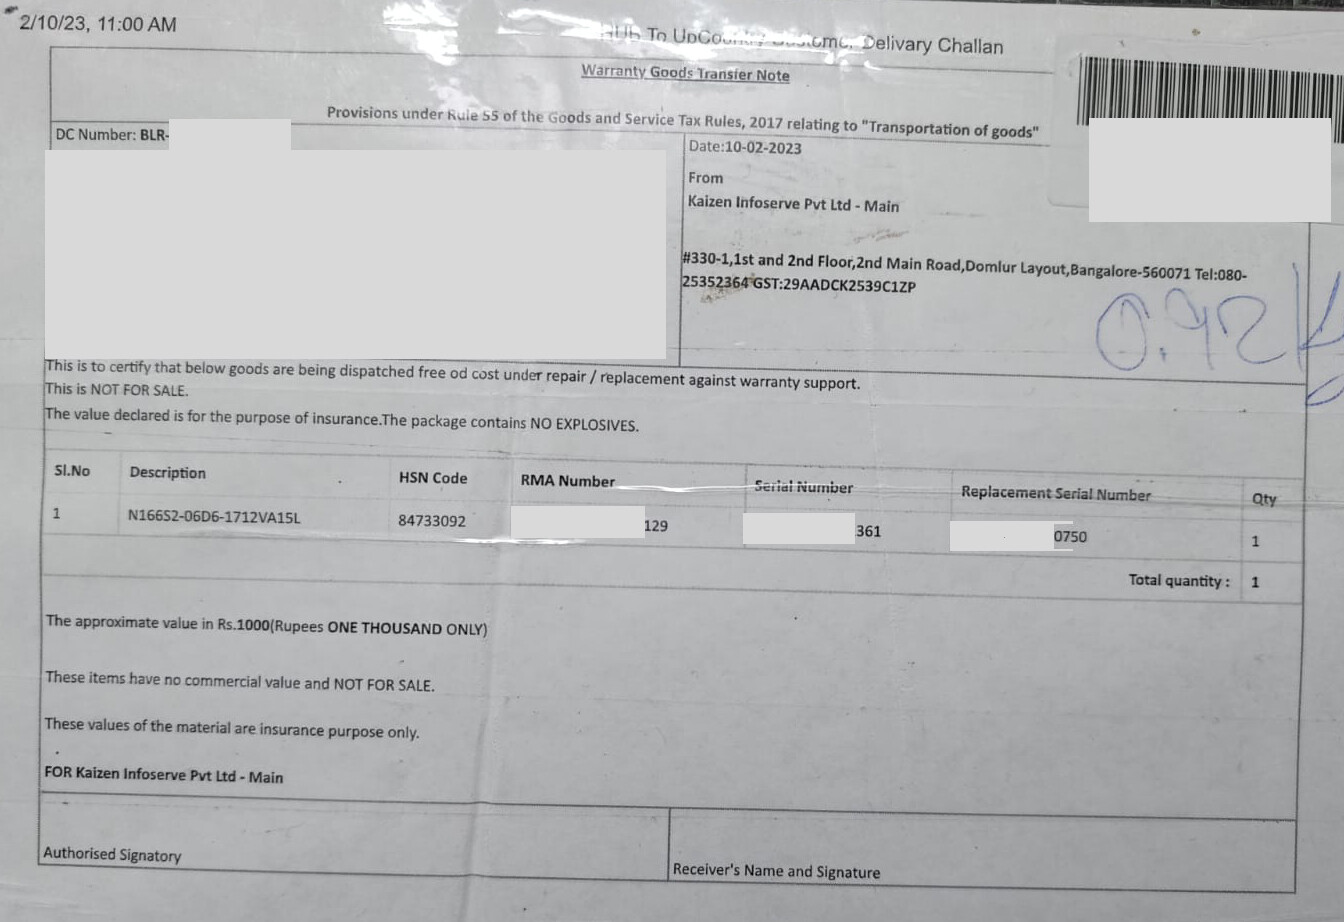 2/10/23, 11:00 AM
To UpCountry Customer Delivary Challan
Warranty Goods Transfer Note
Provisions under Rule 55 of the Goods and Service Tax Rules, 2017 relating to "Transportation of goods"
DC Number: BLR-
Date:10-02-2023
From
Kaizen Infoserve Pvt Ltd - Main
#330-1,1st and 2nd Floor,2nd Main Road,Domlur Layout,Bangalore-560071 Tel:080-
25352364 GST:29AADCK2539C1ZP
0.92
This is to certify that below goods are being dispatched free od cost under repair / replacement against warranty support.
This is NOT FOR SALE.
The value declared is for the purpose of insurance.The package contains NO EXPLOSIVES.
Sl.No Description HSN Code RMA Number Serial Number Replacement Serial Number Qty
1 N166S2-06D6-1712VA15L 84733092 129 361 0750 1
Total quantity : 1
The approximate value in Rs.1000(Rupees ONE THOUSAND ONLY)
These items have no commercial value and NOT FOR SALE.
These values of the material are insurance purpose only.
FOR Kaizen Infoserve Pvt Ltd - Main
Authorised Signatory
Receiver's Name and Signature